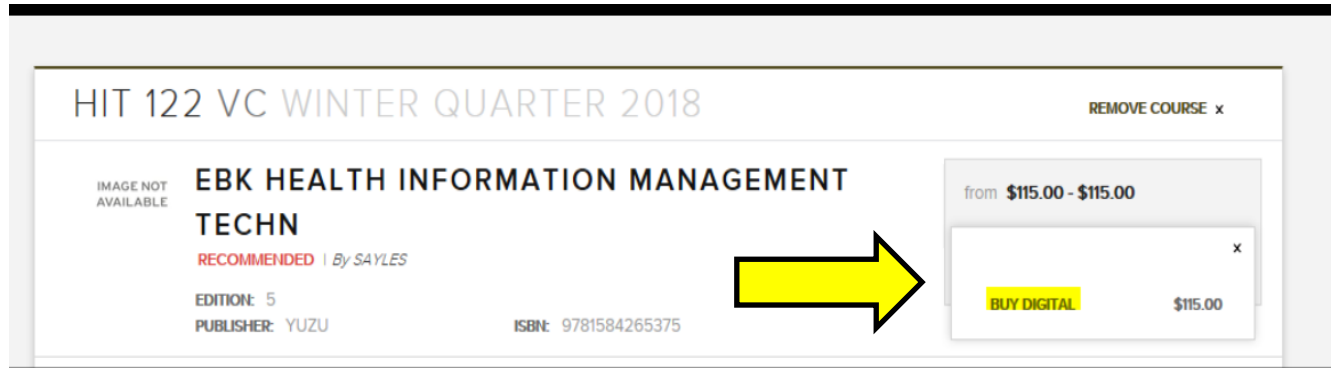 HIT 122 VC WINTER QUARTER 2018
REMOVE COURSE x
IMAGE NOT
AVAILABLE
EBK HEALTH INFORMATION MANAGEMENT
TECHN
RECOMMENDED | By SAYLES
EDITION: 5
PUBLISHER: YUZU
ISBN: 9781584265375
from $115.00 - $115.00
x
BUY DIGITAL $115.00